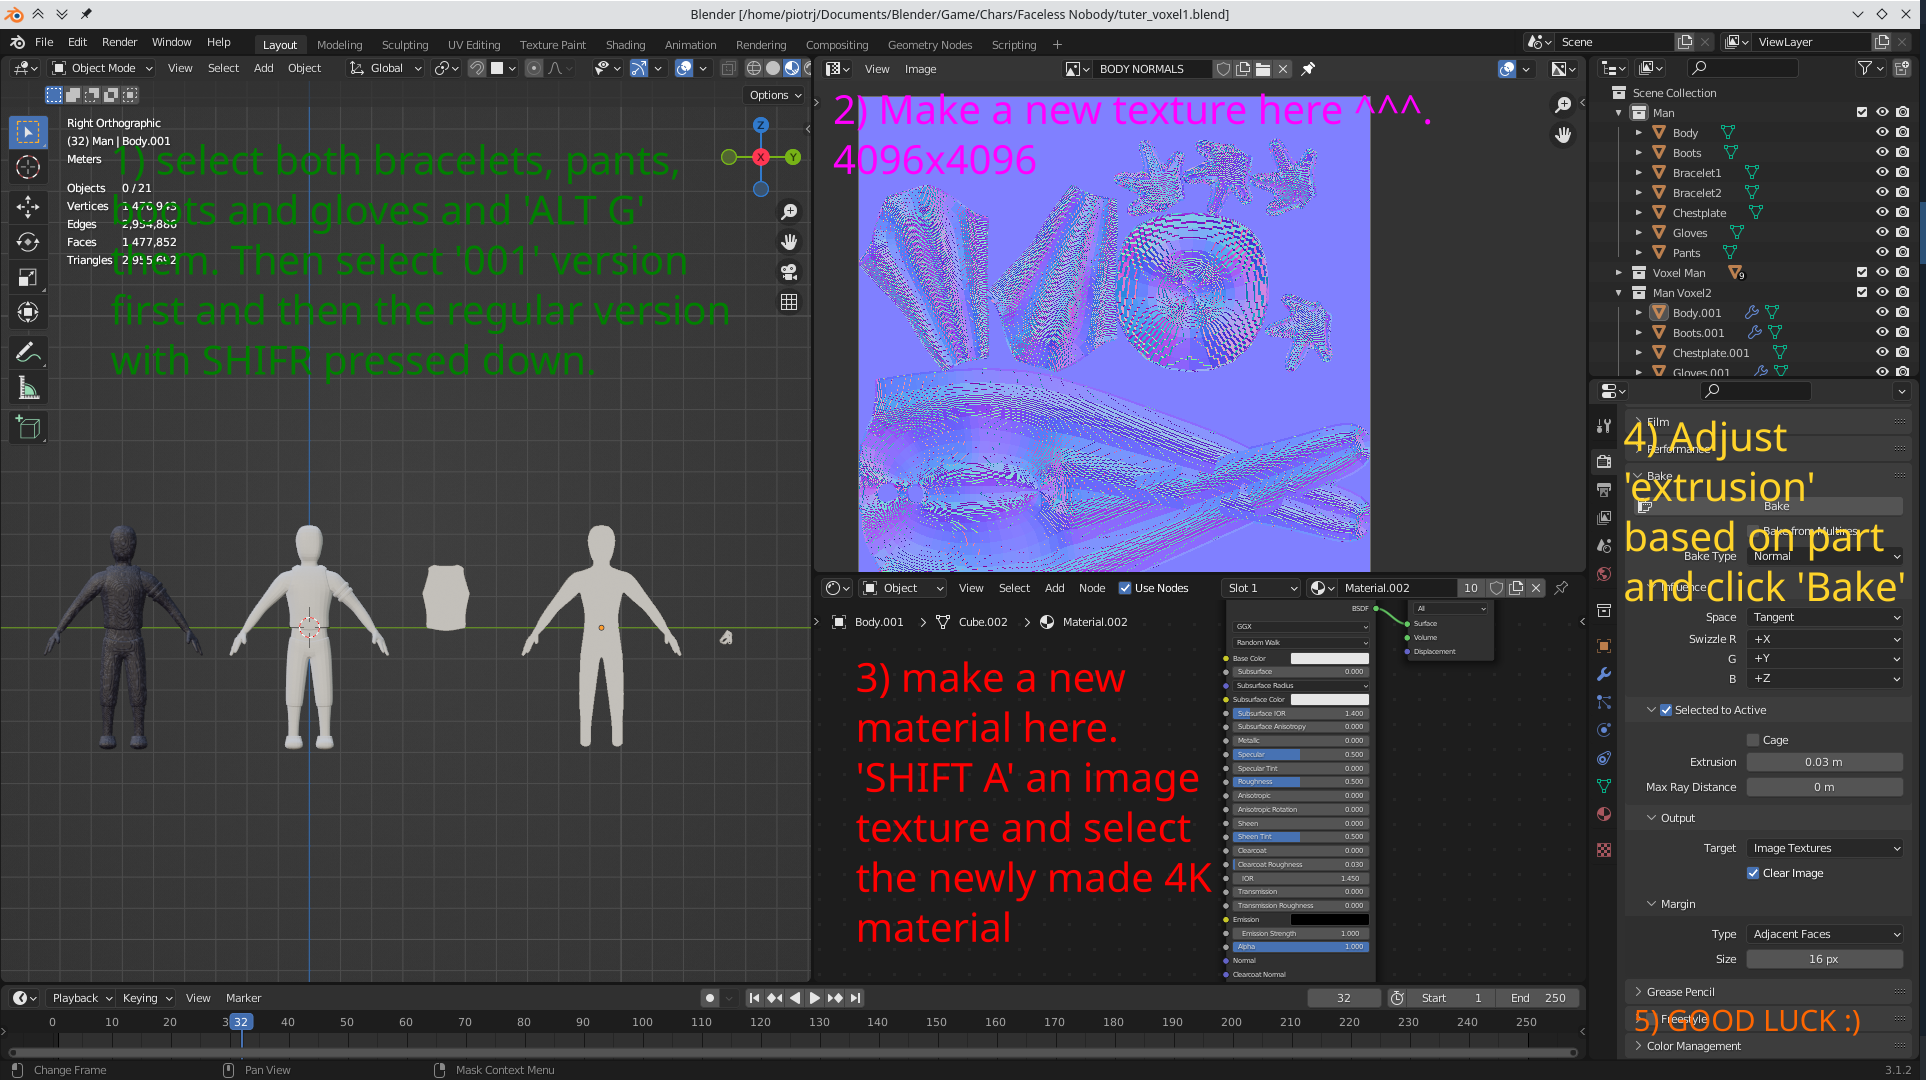 Blender [/home/piotrj/Documents/Blender/Game/Chars/Faceless Nobody/tuter_voxel1.blend]
File Edit Render Window Help Layout Modeling Sculpting UV Editing Texture Paint Shading Animation Rendering Compositing Geometry Nodes Scripting + Scene ViewLayer
Object Mode View Select Add Object Global
Options
Right Orthographic
(32) Man | Body.001
Meters
Objects 0 / 21
Vertices 1 476 943
Edges 2,954,886
Faces 1 477,852
Triangles 2 955 692
Z
X
Y
1) select both bracelets, pants,
boots and gloves and 'ALT G'
them. Then select '001' version
first and then the regular version
with SHIFR pressed down.
View Image BODY NORMALS
2) Make a new texture here ^^^.
4096x4096
Object View Select Add Node Use Nodes Slot 1 Material.002 10
Body.001 > Cube.002 > Material.002
3) make a new
material here.
'SHIFT A' an image
texture and select
the newly made 4K
material
BSDF
GGX
Random Walk
Base Color
Subsurface 0.000
Subsurface Radius
Subsurface Color
Subsurface IOR 1.400
Subsurface Anisotropy 0.000
Metallic 0.000
Specular 0.500
Specular Tint 0.000
Roughness 0.500
Anisotropic 0.000
Anisotropic Rotation 0.000
Sheen 0.000
Sheen Tint 0.500
Clearcoat 0.000
Clearcoat Roughness 0.030
IOR 1.450
Transmission 0.000
Transmission Roughness 0.000
Emission
Emission Strength 1.000
Alpha 1.000
Normal
Clearcoat Normal
All
Surface
Volume
Displacement
Scene Collection
Man
Body
Boots
Bracelet1
Bracelet2
Chestplate
Gloves
Pants
Voxel Man 9
Man Voxel2
Body.001
Boots.001
Chestplate.001
Gloves.001
Film
Performance
Bake
Bake
Bake from Multires
Bake Type Normal
Influence
4) Adjust
'extrusion'
based on part
and click 'Bake'
Space Tangent
Swizzle R +X
G +Y
B +Z
Selected to Active
Cage
Extrusion 0.03 m
Max Ray Distance 0 m
Output
Target Image Textures
Clear Image
Margin
Type Adjacent Faces
Size 16 px
Grease Pencil
Freestyle
5) GOOD LUCK :)
Color Management
Playback Keying View Marker 32 Start 1 End 250
0 10 20 3 32 40 50 60 70 80 90 100 110 120 130 140 150 160 170 180 190 200 210 220 230 240 250
Change Frame Pan View Mask Context Menu 3.1.2